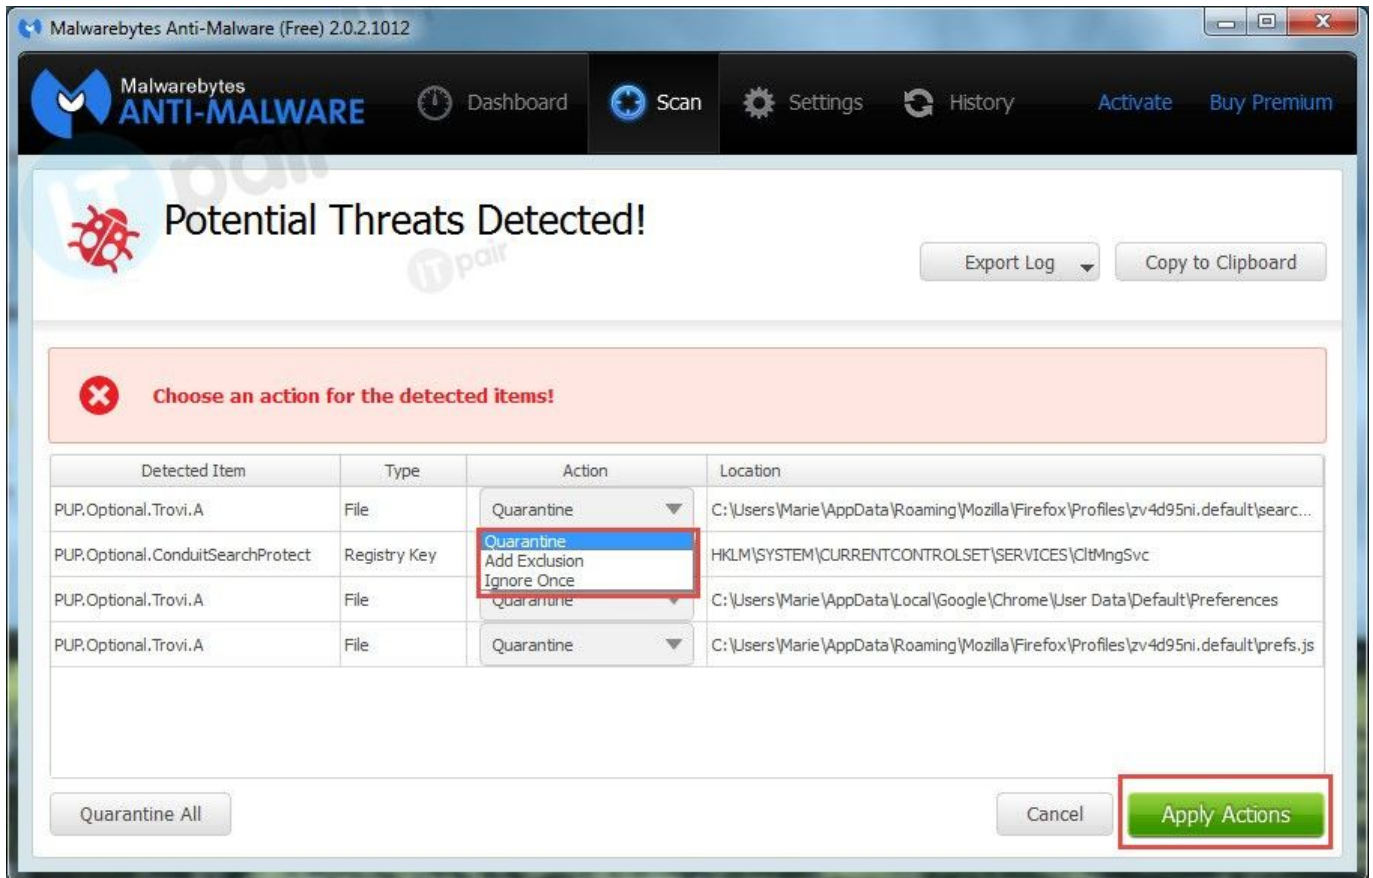 Malwarebytes Anti-Malware (Free) 2.0.2.1012
Malwarebytes
ANTI-MALWARE
Dashboard
Scan
Settings
History
Activate
Buy Premium
IT pair
Potential Threats Detected!
IT pair
Export Log
Copy to Clipboard
Choose an action for the detected items!
Detected Item Type Action Location
PUP.Optional.Trovi.A File Quarantine C:\Users\Marie\AppData\Roaming\Mozilla\Firefox\Profiles\zv4d95ni.default\searc...
Quarantine
PUP.Optional.ConduitSearchProtect Registry Key Add Exclusion HKLM\SYSTEM\CURRENTCONTROLSET\SERVICES\CltMngSvc
Ignore Once
PUP.Optional.Trovi.A File Quarantine C:\Users\Marie\AppData\Local\Google\Chrome\User Data\Default\Preferences
PUP.Optional.Trovi.A File Quarantine C:\Users\Marie\AppData\Roaming\Mozilla\Firefox\Profiles\zv4d95ni.default\prefs.js
Quarantine All
Cancel
Apply Actions